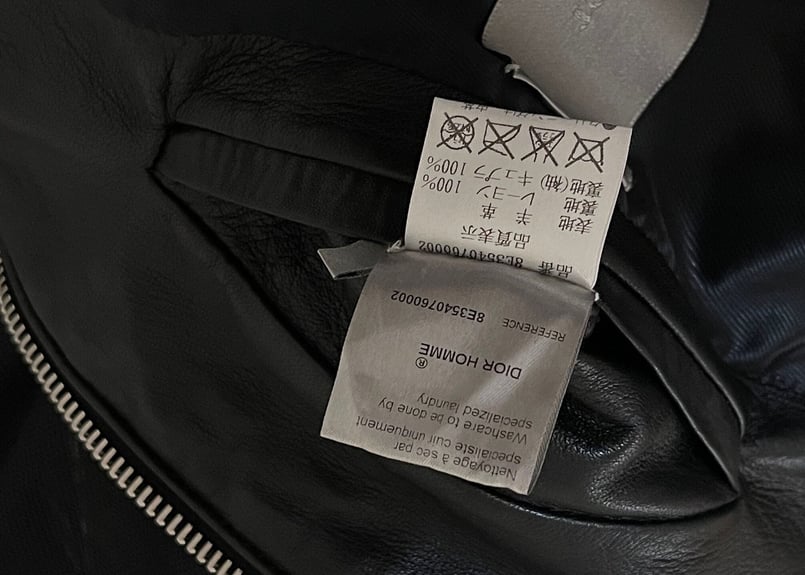 品番 8E3540760002
品質表示
表地 羊 革
裏地 レーヨン 100%
裏地(袖) キュプラ 100%
REFERENCE 8E3540760002
DIOR HOMME ®
Nettoyage à sec par
specialiste cuir uniquement
Washcare to be done by
specialized laundry